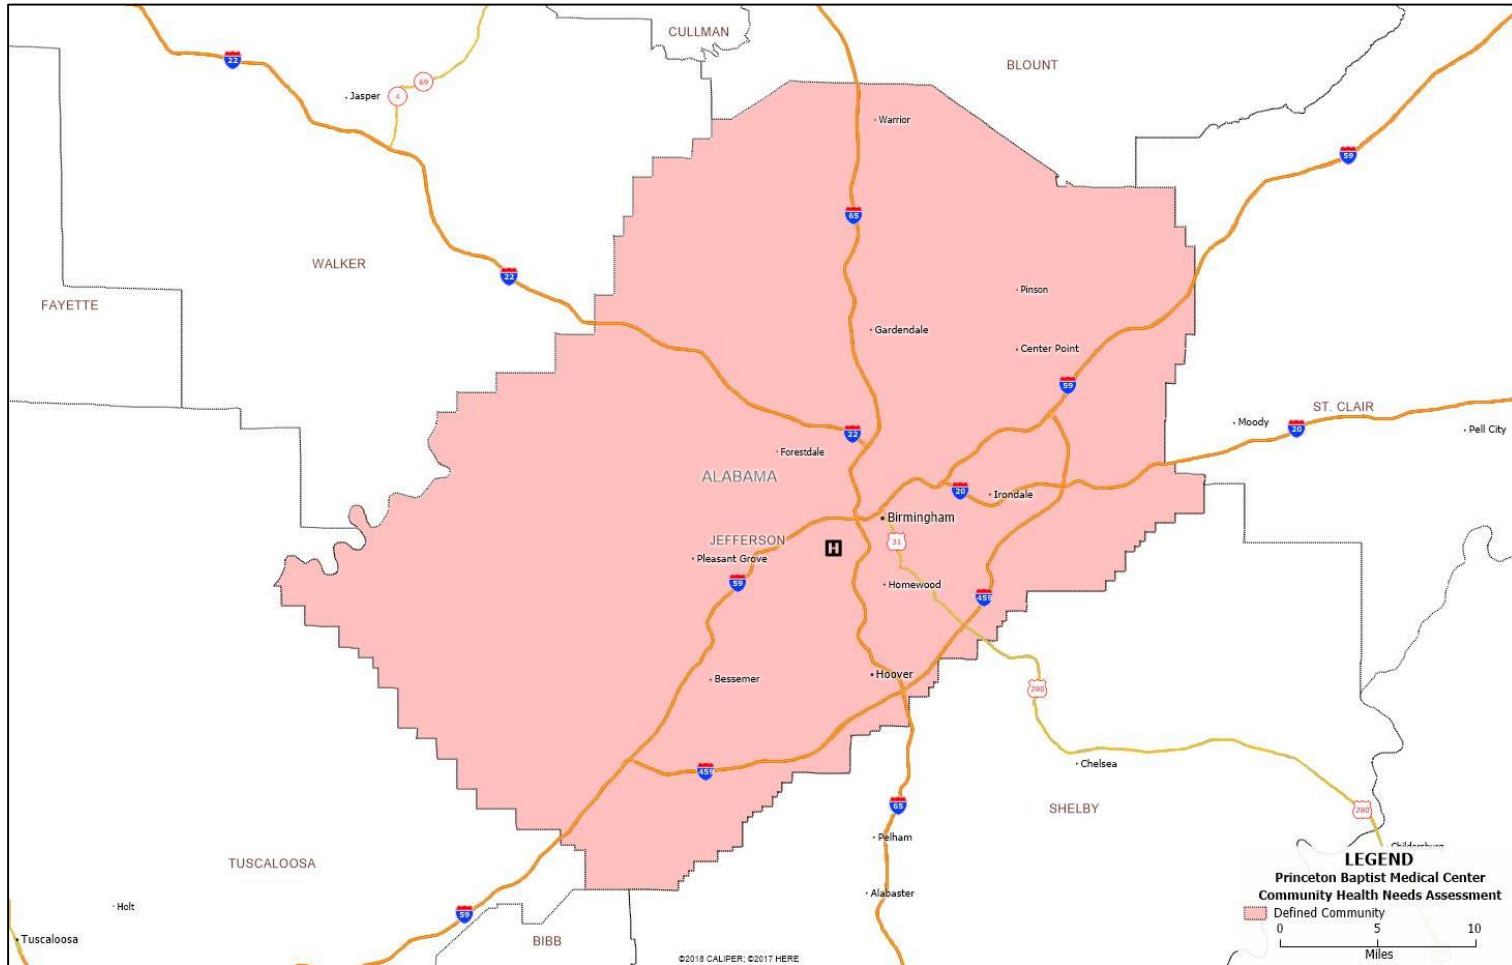 CULLMAN
BLOUNT
22
69
4
Jasper
Warrior
59
65
WALKER
22
Pinson
FAYETTE
Gardendale
Center Point
59
ST. CLAIR
Moody
20
Pell City
22
Forestdale
ALABAMA
20
Irondale
Birmingham
JEFFERSON
31
Pleasant Grove
H
59
Homewood
459
Bessemer
Hoover
280
459
Chelsea
65
SHELBY
280
Pelham
Childersburg
TUSCALOOSA
Alabaster
Holt
59
Tuscaloosa
BIBB
LEGEND
Princeton Baptist Medical Center
Community Health Needs Assessment
Defined Community
0 5 10
Miles
©2018 CALIPER; ©2017 HERE